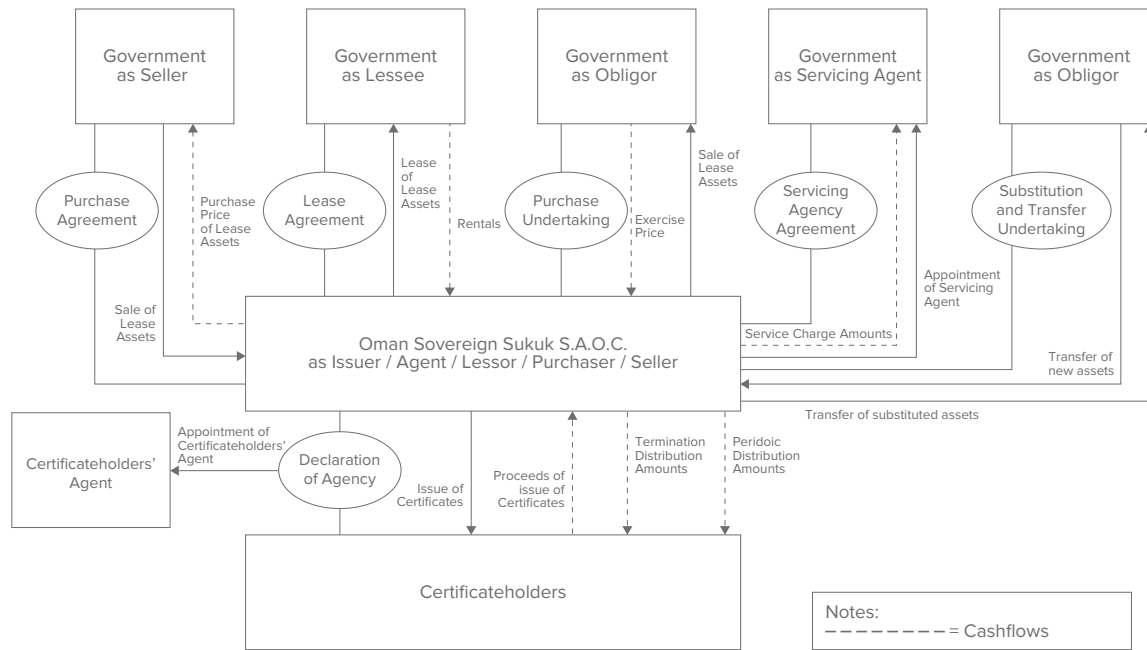 Government
as Seller
Government
as Lessee
Government
as Obligor
Government
as Servicing Agent
Government
as Obligor
Purchase
Agreement
Purchase
Price
of Lease
Assets
Lease
Agreement
Lease
of
Lease
Assets
Rentals
Purchase
Undertaking
Exercise
Price
Sale of
Lease
Assets
Servicing
Agency
Agreement
Appointment
of Servicing
Agent
Substitution
and Transfer
Undertaking
Sale of
Lease
Assets
Oman Sovereign Sukuk S.A.O.C.
as Issuer / Agent / Lessor / Purchaser / Seller
Service Charge Amounts
Transfer of
new assets
Transfer of substituted assets
Certificateholders'
Agent
Appointment of
Certificateholders'
Agent
Declaration
of Agency
Issue of
Certificates
Proceeds of
issue of
Certificates
Termination
Distribution
Amounts
Peridoic
Distribution
Amounts
Certificateholders
Notes:
= Cashflows